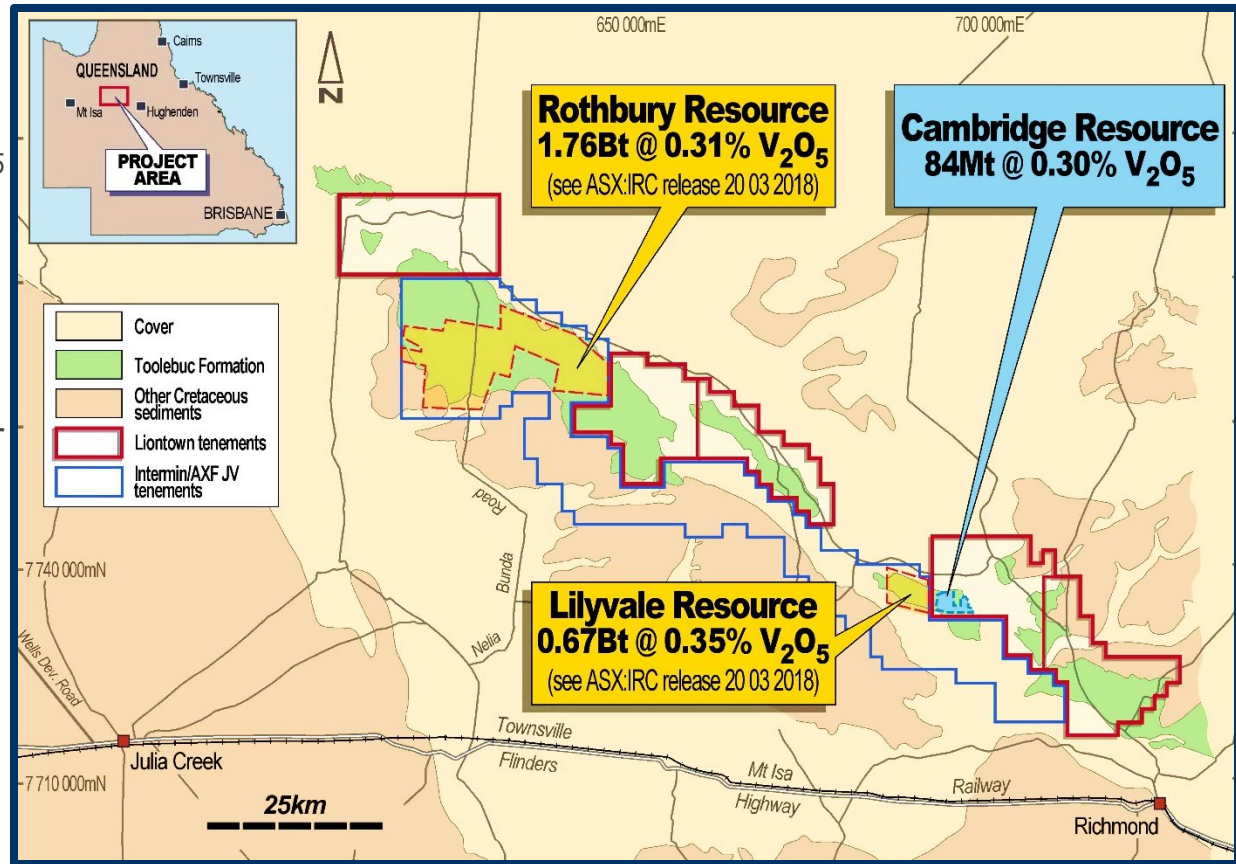 650 000mE
700 000mE
Cairns
QUEENSLAND
Townsville
Mt Isa
Hughenden
PROJECT
AREA
BRISBANE
N
Rothbury Resource
1.76Bt @ 0.31% V₂O₅
(see ASX:IRC release 20 03 2018)
Cambridge Resource
84Mt @ 0.30% V₂O₅
5
Cover
Toolebuc Formation
Other Cretaceous
sediments
Liontown tenements
Intermin/AXF JV
tenements
Road
Bunda
Nelia
7 740 000mN
Lilyvale Resource
0.67Bt @ 0.35% V₂O₅
(see ASX:IRC release 20 03 2018)
Wells Dev. Road
Julia Creek
Townsville
Flinders
Mt Isa
Highway
Railway
7 710 000mN
25km
Richmond